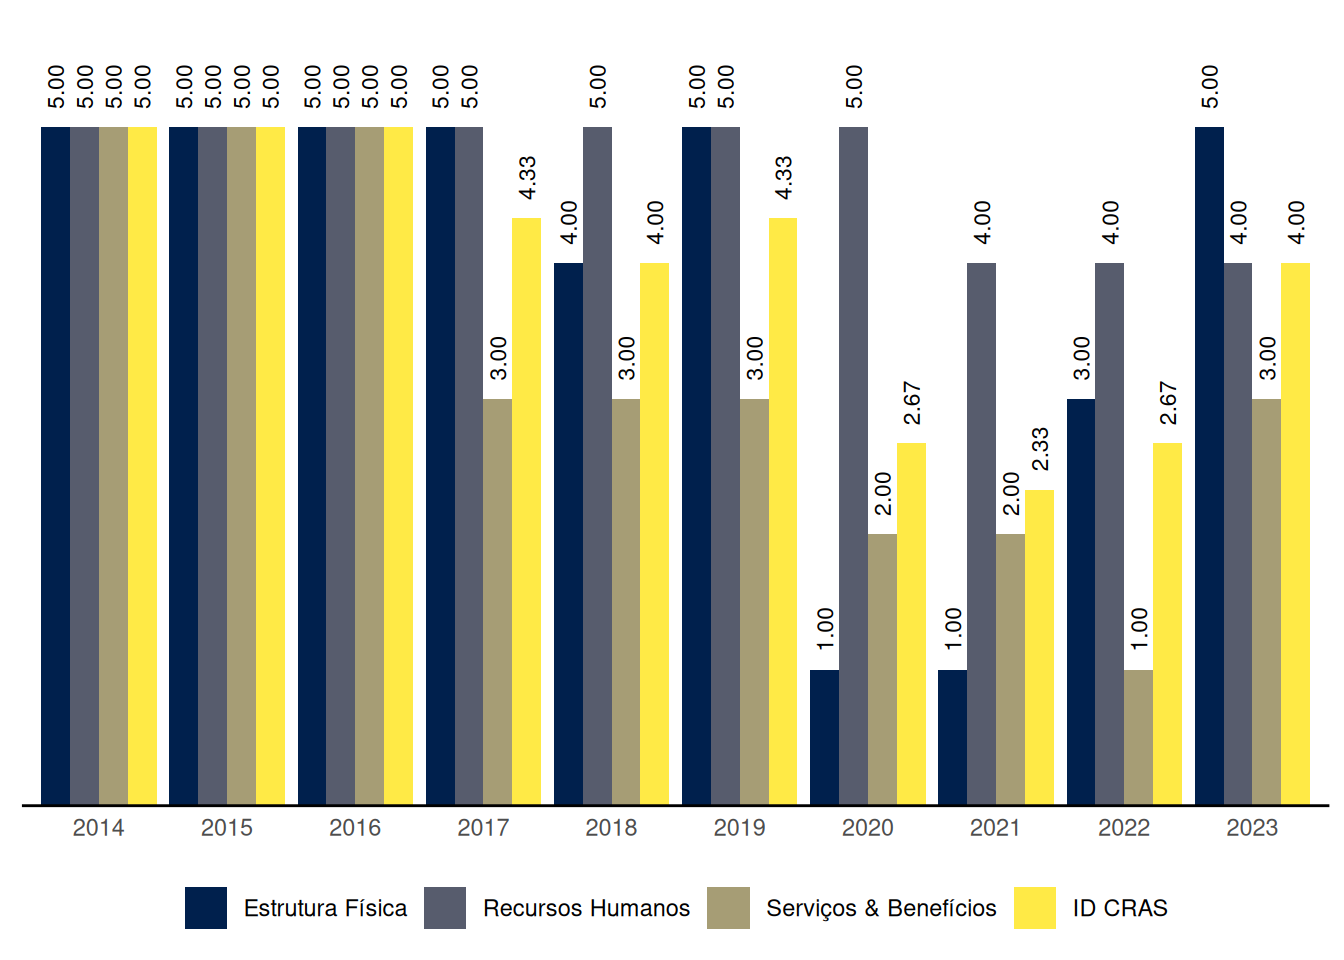 5.00 5.00 5.00 5.00 5.00 5.00 5.00 5.00 5.00 5.00 5.00 5.00 5.00 5.00 3.00 4.33 4.00 5.00 3.00 4.00 5.00 5.00 3.00 4.33 1.00 5.00 2.00 2.67 1.00 4.00 2.00 2.33 3.00 4.00 1.00 2.67 5.00 4.00 3.00 4.00
2014 2015 2016 2017 2018 2019 2020 2021 2022 2023
Estrutura Física Recursos Humanos Serviços & Benefícios ID CRAS